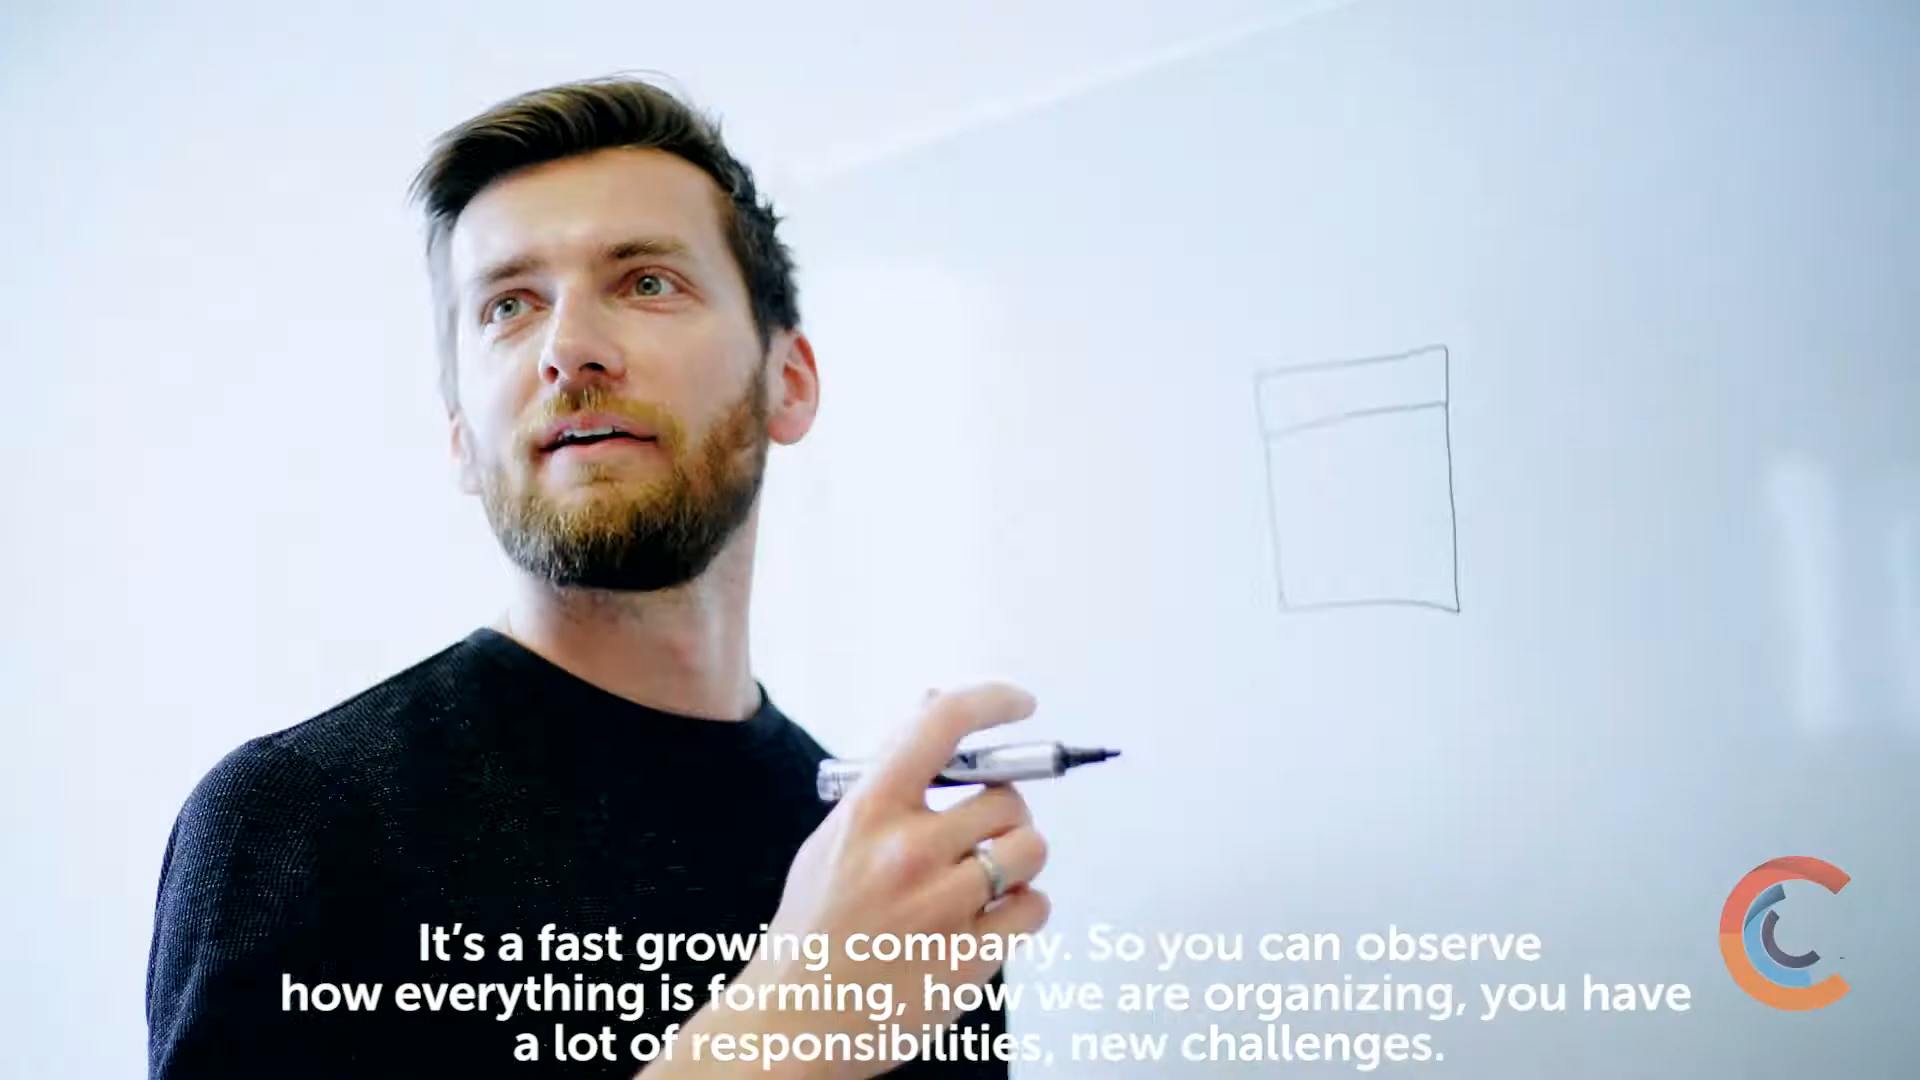 It's a fast growing company. So you can observe
how everything is forming, how we are organizing, you have
a lot of responsibilities, new challenges.